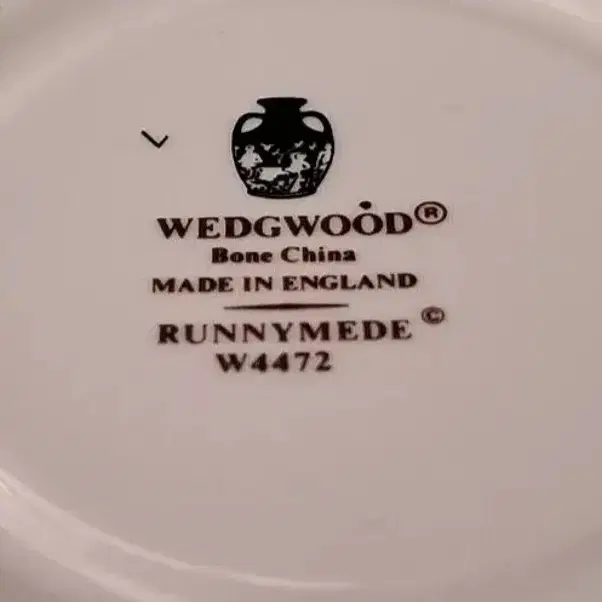 WEDGWOOD®
Bone China
MADE IN ENGLAND
RUNNYMEDE ©
W4472